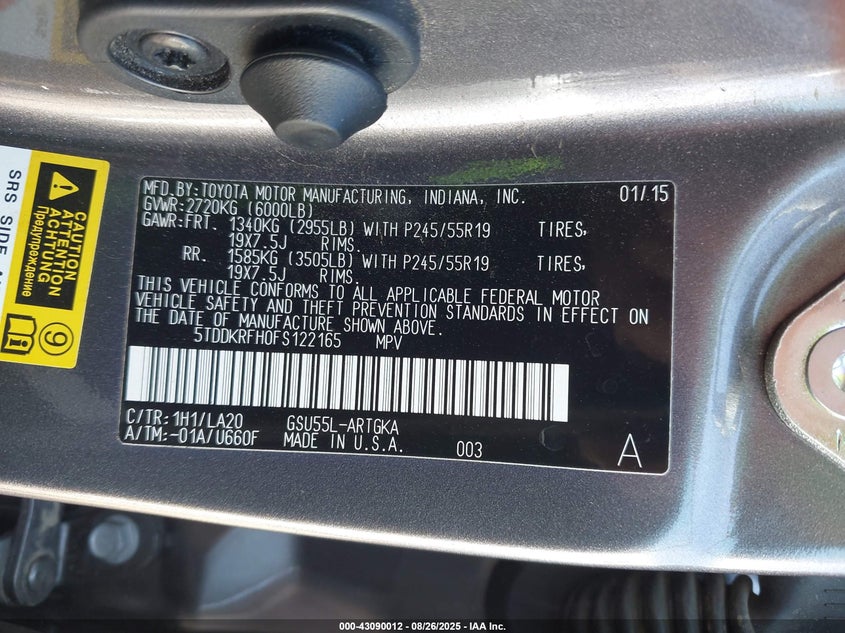 MFD.BY:TOYOTA MOTOR MANUFACTURING, INDIANA, INC. 01/15
GVWR:2720KG (6000LB)
GAWR:FRT. 1340KG (2955LB) WITH P245/55R19 TIRES,
19X7.5J RIMS.
RR. 1585KG (3505LB) WITH P245/55R19 TIRES,
19X7.5J RIMS.
THIS VEHICLE CONFORMS TO ALL APPLICABLE FEDERAL MOTOR
VEHICLE SAFETY AND THEFT PREVENTION STANDARDS IN EFFECT ON
THE DATE OF MANUFACTURE SHOWN ABOVE.
5TDDKRFH0FS122165 MPV
C/TR:1H1/LA20 GSU55L-ARTGKA
A/TM:-01A/U660F MADE IN U.S.A. 003 A
SRS SIDE
CAUTION
ATTENTION
ACHTUNG
Предупреждение
9
000-43090012 - 08/26/2025 - IAA Inc.